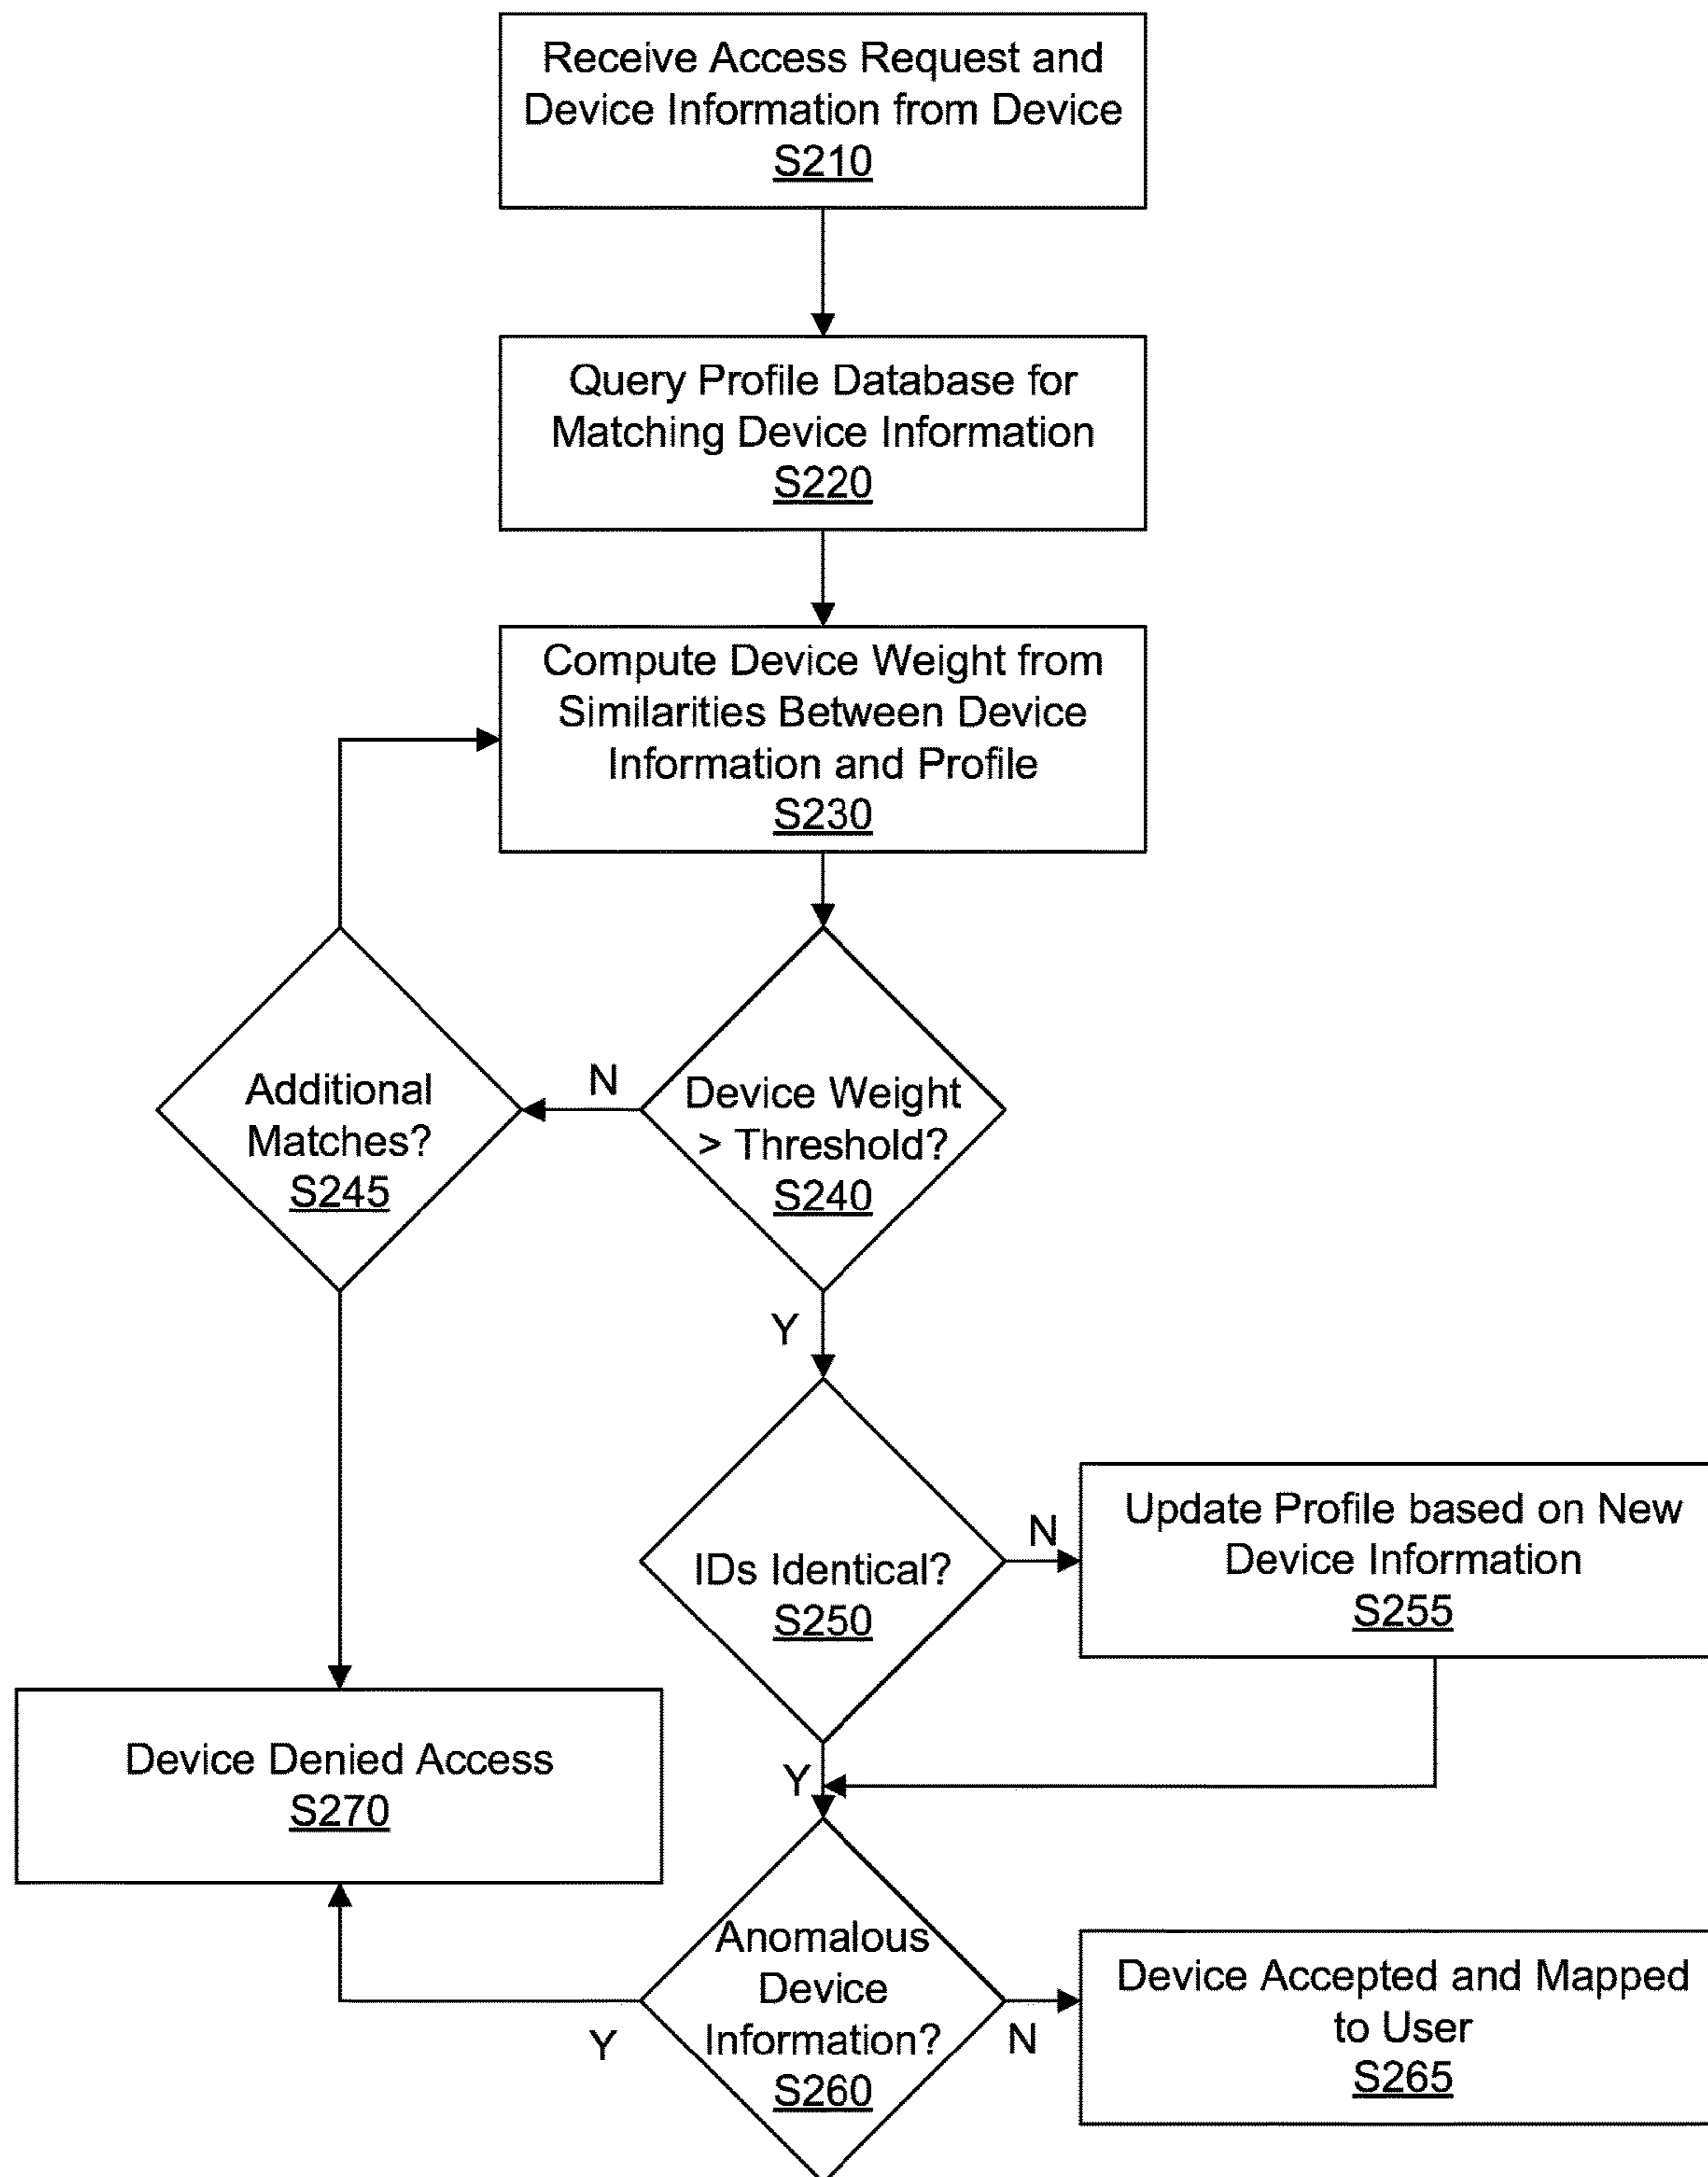 Receive Access Request and
Device Information from Device
S210
Query Profile Database for
Matching Device Information
S220
Compute Device Weight from
Similarities Between Device
Information and Profile
S230
Additional
Matches?
S245
N
Device Weight
> Threshold?
S240
Y
IDs Identical?
S250
N
Update Profile based on New
Device Information
S255
Device Denied Access
S270
Y
Anomalous
Device
Information?
S260
Y
N
Device Accepted and Mapped
to User
S265